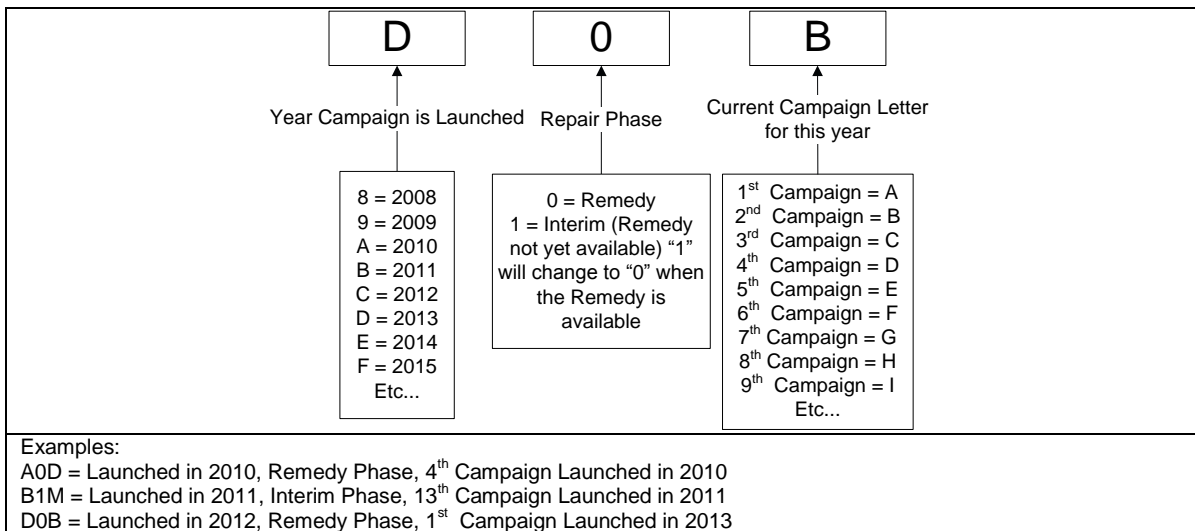 D 0 B
Year Campaign is Launched
Repair Phase
Current Campaign Letter
for this year
8 = 2008
9 = 2009
A = 2010
B = 2011
C = 2012
D = 2013
E = 2014
F = 2015
Etc...
0 = Remedy
1 = Interim (Remedy
not yet available) “1”
will change to “0” when
the Remedy is
available
1st Campaign = A
2nd Campaign = B
3rd Campaign = C
4th Campaign = D
5th Campaign = E
6th Campaign = F
7th Campaign = G
8th Campaign = H
9th Campaign = I
Etc...
Examples:
A0D = Launched in 2010, Remedy Phase, 4th Campaign Launched in 2010
B1M = Launched in 2011, Interim Phase, 13th Campaign Launched in 2011
D0B = Launched in 2012, Remedy Phase, 1st Campaign Launched in 2013